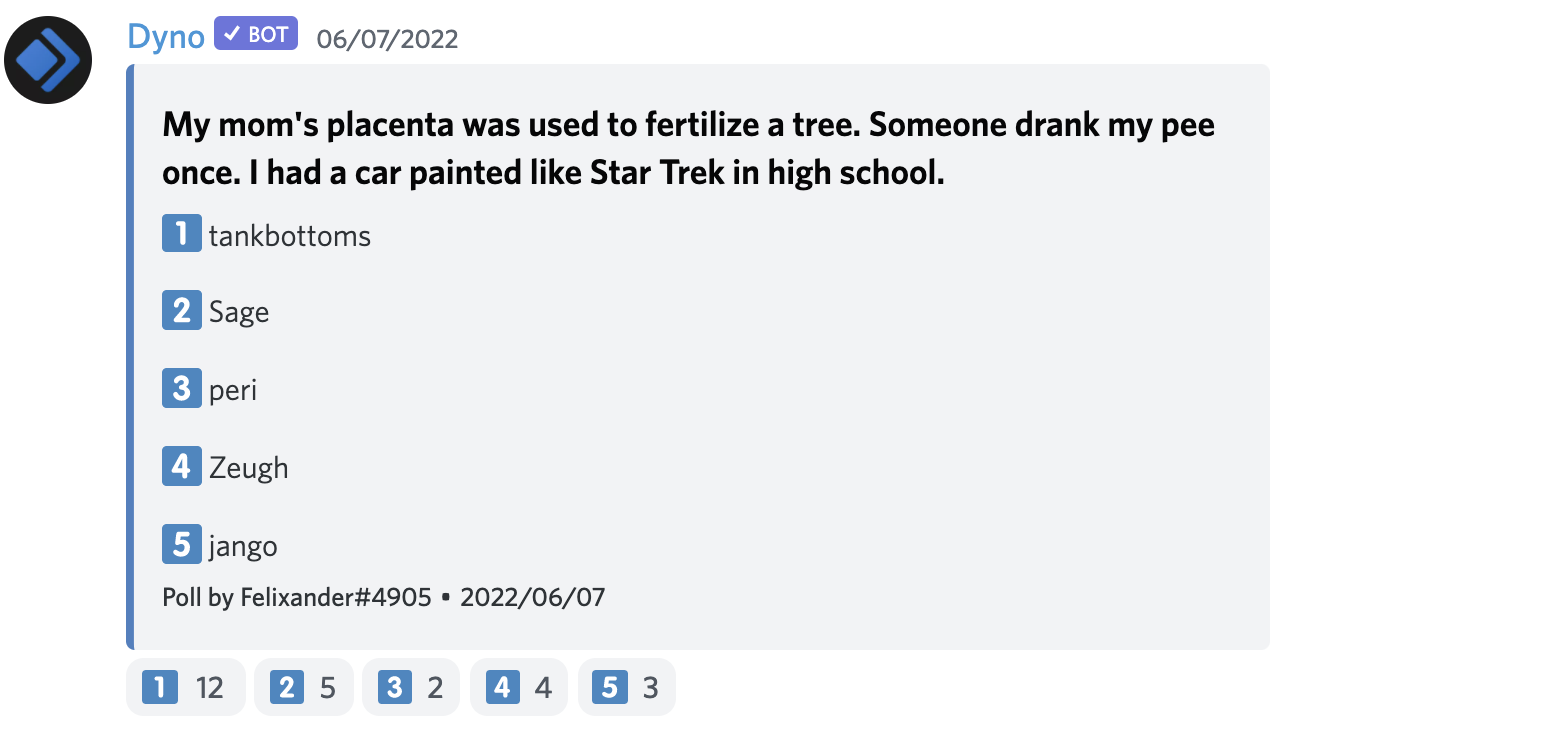 Dyno ✓ BOT 06/07/2022
My mom's placenta was used to fertilize a tree. Someone drank my pee
once. I had a car painted like Star Trek in high school.
1 tankbottoms
2 Sage
3 peri
4 Zeugh
5 jango
Poll by Felixander#4905 • 2022/06/07
1 12 2 5 3 2 4 4 5 3